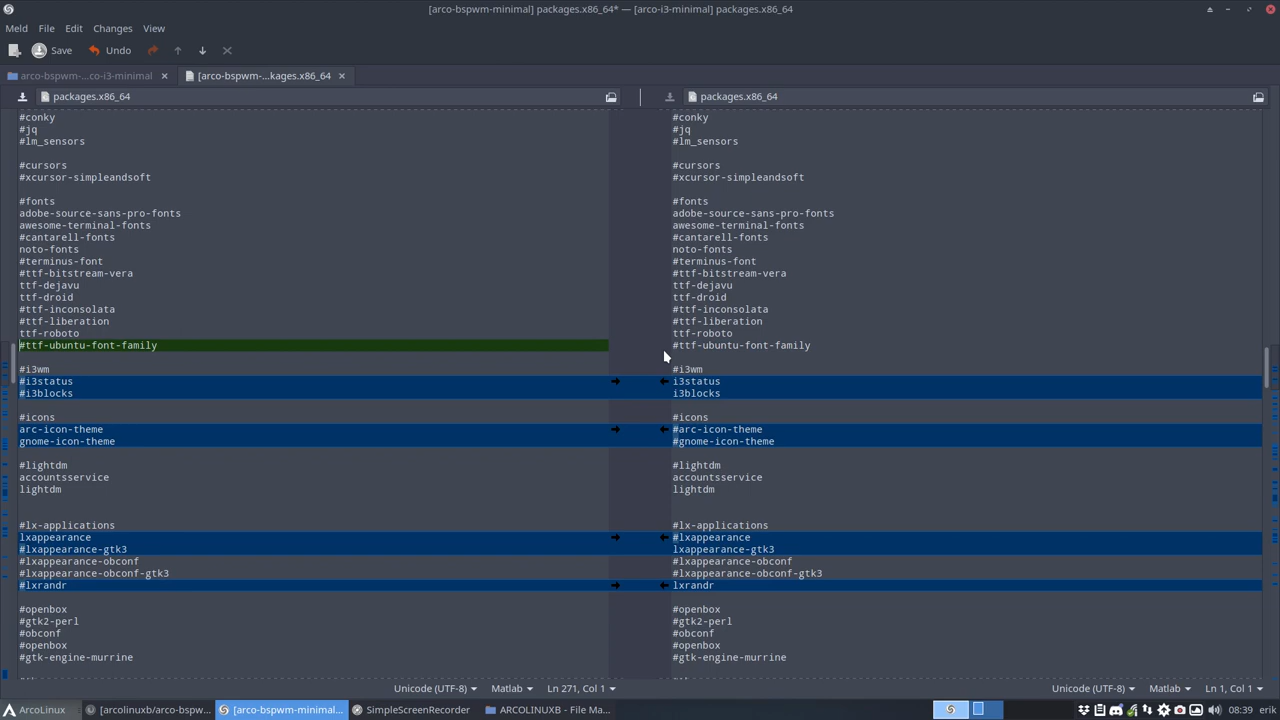 [arco-bspwm-minimal] packages.x86_64* — [arco-i3-minimal] packages.x86_64
Meld File Edit Changes View
Save Undo
arco-bspwm-...co-i3-minimal
[arco-bspwm-...kages.x86_64
packages.x86_64
#conky
#jq
#lm_sensors
#cursors
#xcursor-simpleandsoft
#fonts
adobe-source-sans-pro-fonts
awesome-terminal-fonts
#cantarell-fonts
noto-fonts
#terminus-font
#ttf-bitstream-vera
ttf-dejavu
ttf-droid
#ttf-inconsolata
#ttf-liberation
ttf-roboto
#ttf-ubuntu-font-family
#i3wm
#i3status
#i3blocks
#icons
arc-icon-theme
gnome-icon-theme
#lightdm
accountsservice
lightdm
#lx-applications
lxappearance
#lxappearance-gtk3
#lxappearance-obconf
#lxappearance-obconf-gtk3
#lxrandr
#openbox
#gtk2-perl
#obconf
#openbox
#gtk-engine-murrine
Unicode (UTF-8) Matlab Ln 271, Col 1
packages.x86_64
#conky
#jq
#lm_sensors
#cursors
#xcursor-simpleandsoft
#fonts
adobe-source-sans-pro-fonts
awesome-terminal-fonts
#cantarell-fonts
noto-fonts
#terminus-font
#ttf-bitstream-vera
ttf-dejavu
ttf-droid
#ttf-inconsolata
#ttf-liberation
ttf-roboto
#ttf-ubuntu-font-family
#i3wm
i3status
i3blocks
#icons
#arc-icon-theme
#gnome-icon-theme
#lightdm
accountsservice
lightdm
#lx-applications
#lxappearance
lxappearance-gtk3
#lxappearance-obconf
#lxappearance-obconf-gtk3
lxrandr
#openbox
#gtk2-perl
#obconf
#openbox
#gtk-engine-murrine
Unicode (UTF-8) Matlab Ln 1, Col 1
ArcoLinux
[arcolinuxb/arco-bspw...
[arco-bspwm-minimal...
SimpleScreenRecorder
ARCOLINUXB - File Ma...
08:39 erik